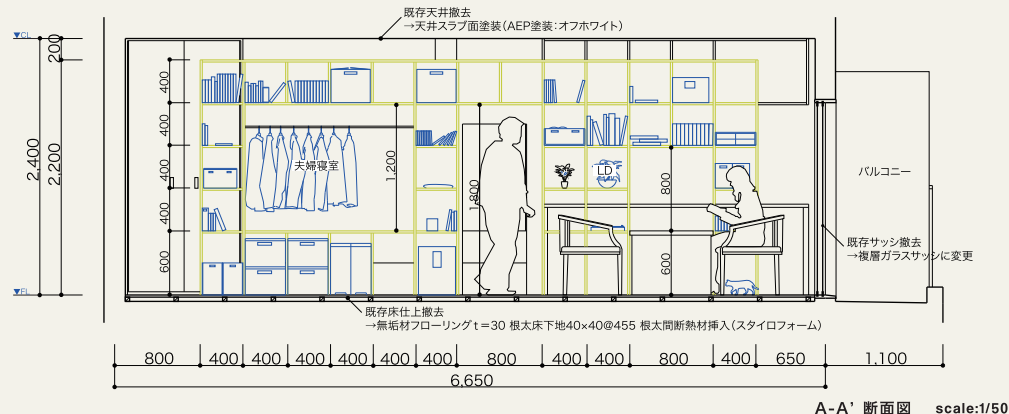 既存天井撤去
→天井スラブ面塗装（AEP塗装：オフホワイト）
▼CL
200
2,400
2,200
400
400
400
400
600
夫婦寝室
1,200
1,800
LD
800
600
バルコニー
既存サッシ撤去
→複層ガラスサッシに変更
▼FL
既存床仕上撤去
→無垢材フローリングｔ＝30 根太床下地40×40@455 根太間断熱材挿入（スタイロフォーム）
800 400 400 400 400 400 400 800 400 400 800 400 650 1,100
6,650
A-A’ 断面図 scale:1/50